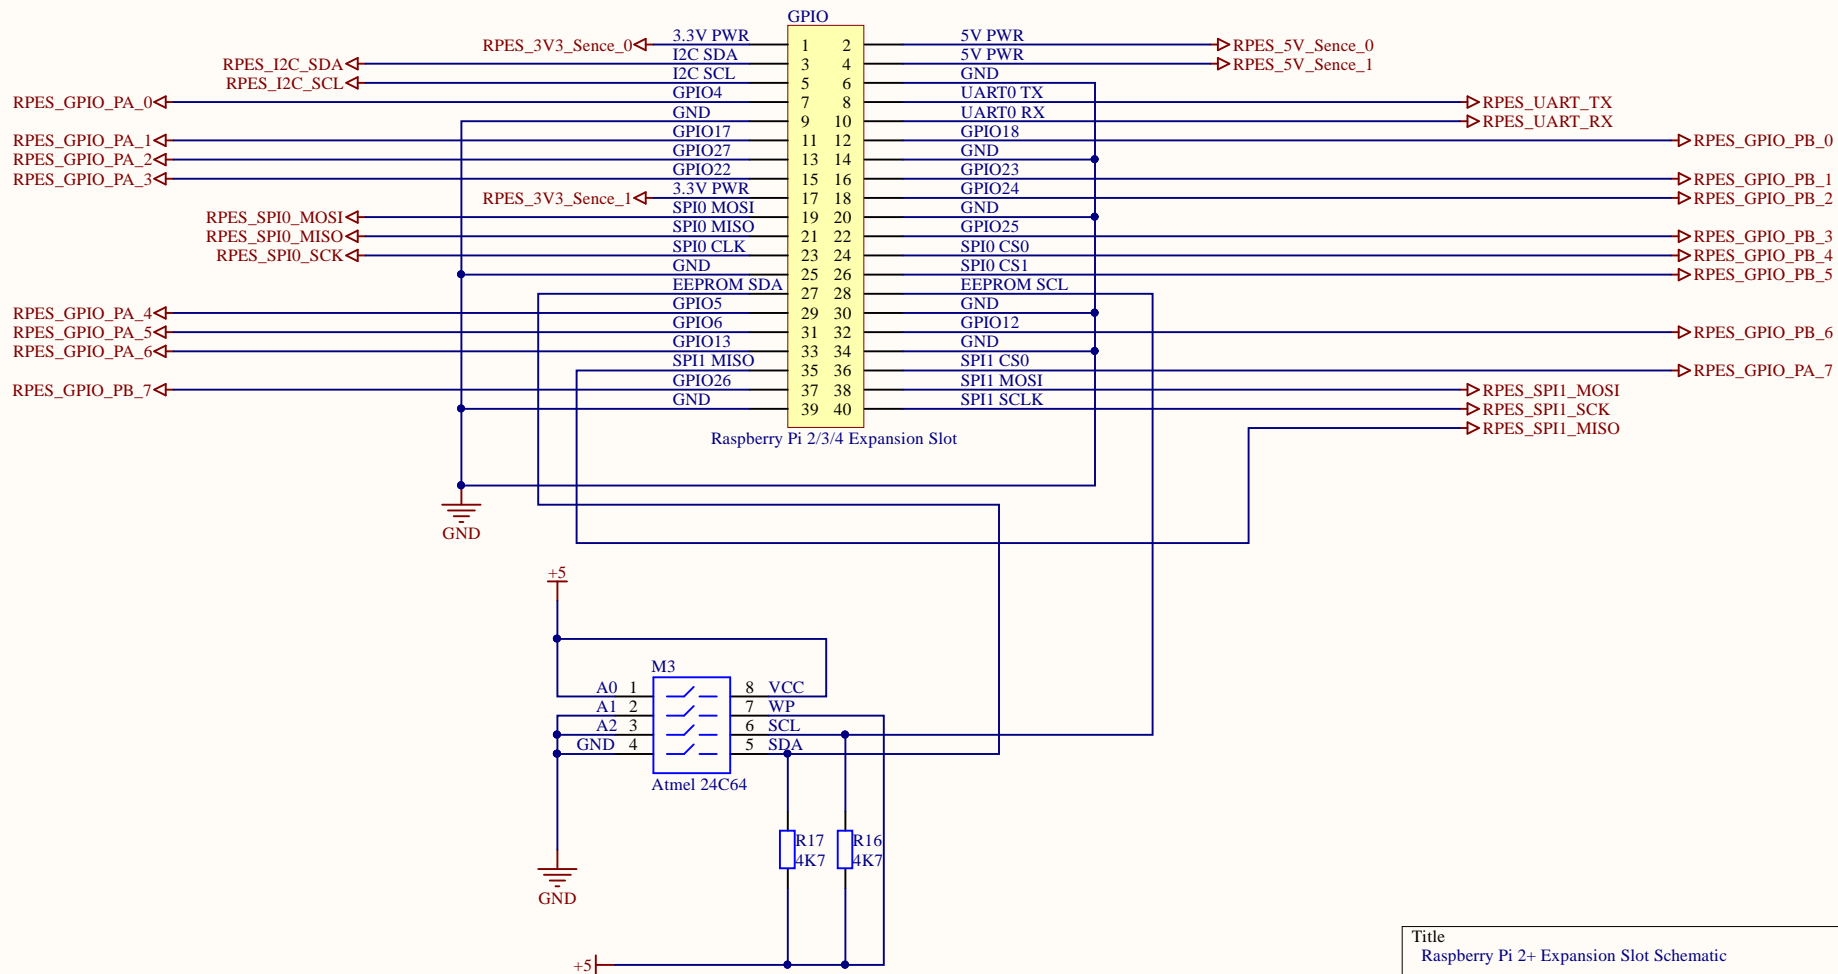 GPIO
RPES_3V3_Sence_0 3.3V PWR 1 2 5V PWR RPES_5V_Sence_0
RPES_I2C_SDA I2C SDA 3 4 5V PWR RPES_5V_Sence_1
RPES_I2C_SCL I2C SCL 5 6 GND
RPES_GPIO_PA_0 GPIO4 7 8 UART0 TX RPES_UART_TX
GND 9 10 UART0 RX RPES_UART_RX
RPES_GPIO_PA_1 GPIO17 11 12 GPIO18 RPES_GPIO_PB_0
RPES_GPIO_PA_2 GPIO27 13 14 GND
RPES_GPIO_PA_3 GPIO22 15 16 GPIO23 RPES_GPIO_PB_1
RPES_3V3_Sence_1 3.3V PWR 17 18 GPIO24 RPES_GPIO_PB_2
RPES_SPI0_MOSI SPI0 MOSI 19 20 GND
RPES_SPI0_MISO SPI0 MISO 21 22 GPIO25 RPES_GPIO_PB_3
RPES_SPI0_SCK SPI0 CLK 23 24 SPI0 CS0 RPES_GPIO_PB_4
GND 25 26 SPI0 CS1 RPES_GPIO_PB_5
EEPROM SDA 27 28 EEPROM SCL
RPES_GPIO_PA_4 GPIO5 29 30 GND
RPES_GPIO_PA_5 GPIO6 31 32 GPIO12 RPES_GPIO_PB_6
RPES_GPIO_PA_6 GPIO13 33 34 GND
SPI1 MISO 35 36 SPI1 CS0 RPES_GPIO_PA_7
RPES_GPIO_PB_7 GPIO26 37 38 SPI1 MOSI RPES_SPI1_MOSI
GND 39 40 SPI1 SCLK RPES_SPI1_SCK
RPES_SPI1_MISO
Raspberry Pi 2/3/4 Expansion Slot
GND
+5
M3
A0 1 8 VCC
A1 2 7 WP
A2 3 6 SCL
GND 4 5 SDA
Atmel 24C64
R17 R16
4K7 4K7
GND
+5
Title
Raspberry Pi 2+ Expansion Slot Schematic